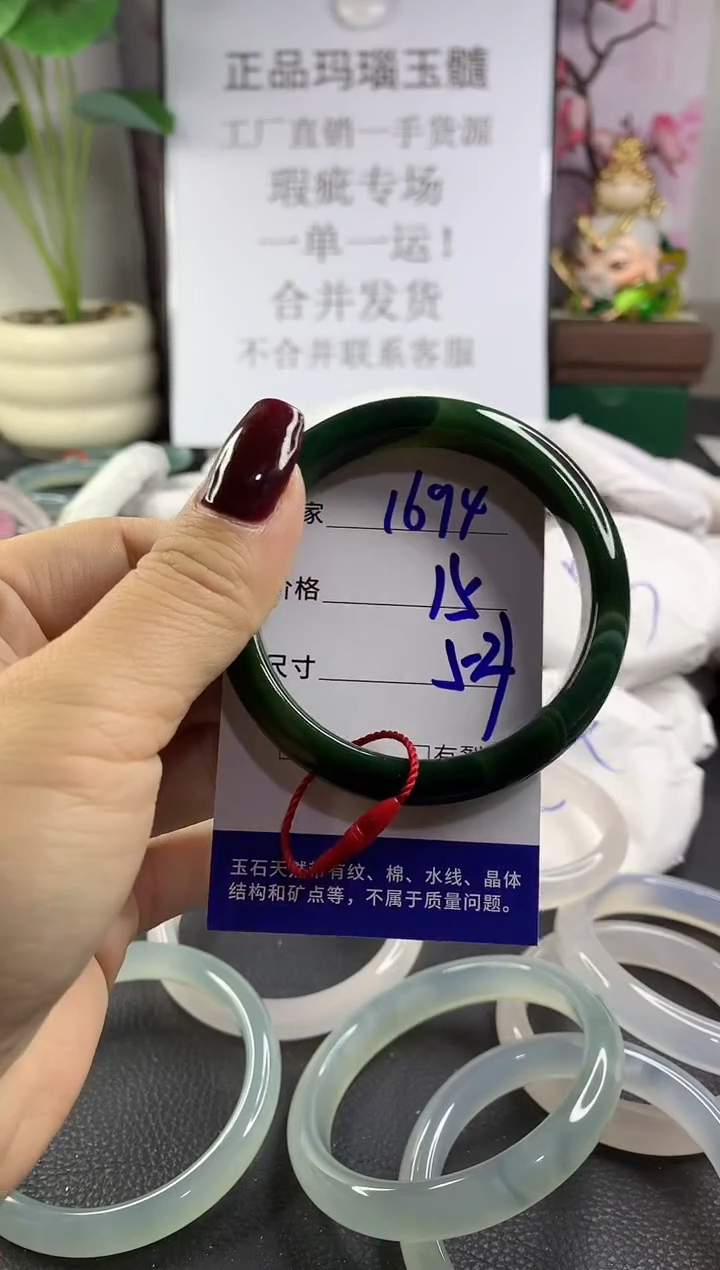 正品玛瑙玉髓
工厂直销一手货源
瑕疵专场
一单一运！
合并发货
不合并联系客服
家 1694
价格 15
尺寸
有裂
玉石天然带有纹、棉、水线、晶体
结构和矿点等，不属于质量问题。